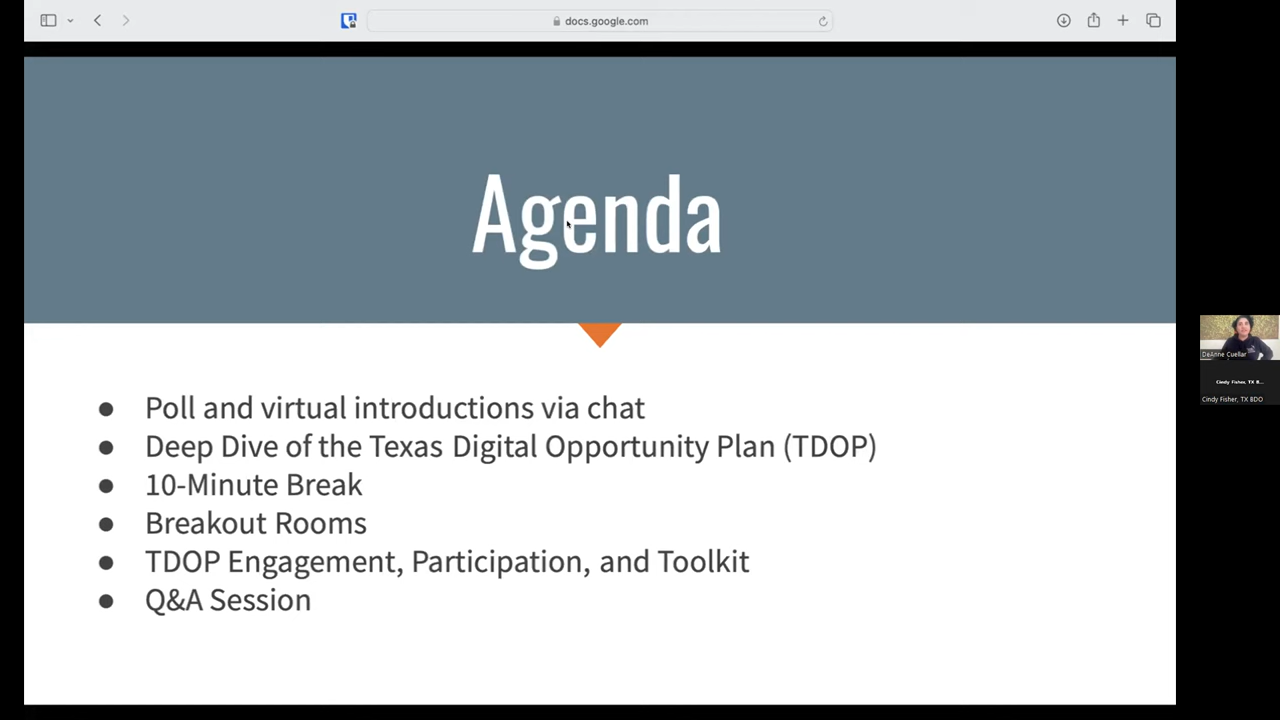 docs.google.com
Agenda
● Poll and virtual introductions via chat
● Deep Dive of the Texas Digital Opportunity Plan (TDOP)
● 10-Minute Break
● Breakout Rooms
● TDOP Engagement, Participation, and Toolkit
● Q&A Session
DeAnne Cuellar
Cindy Fisher, TX B...
Cindy Fisher, TX BDO